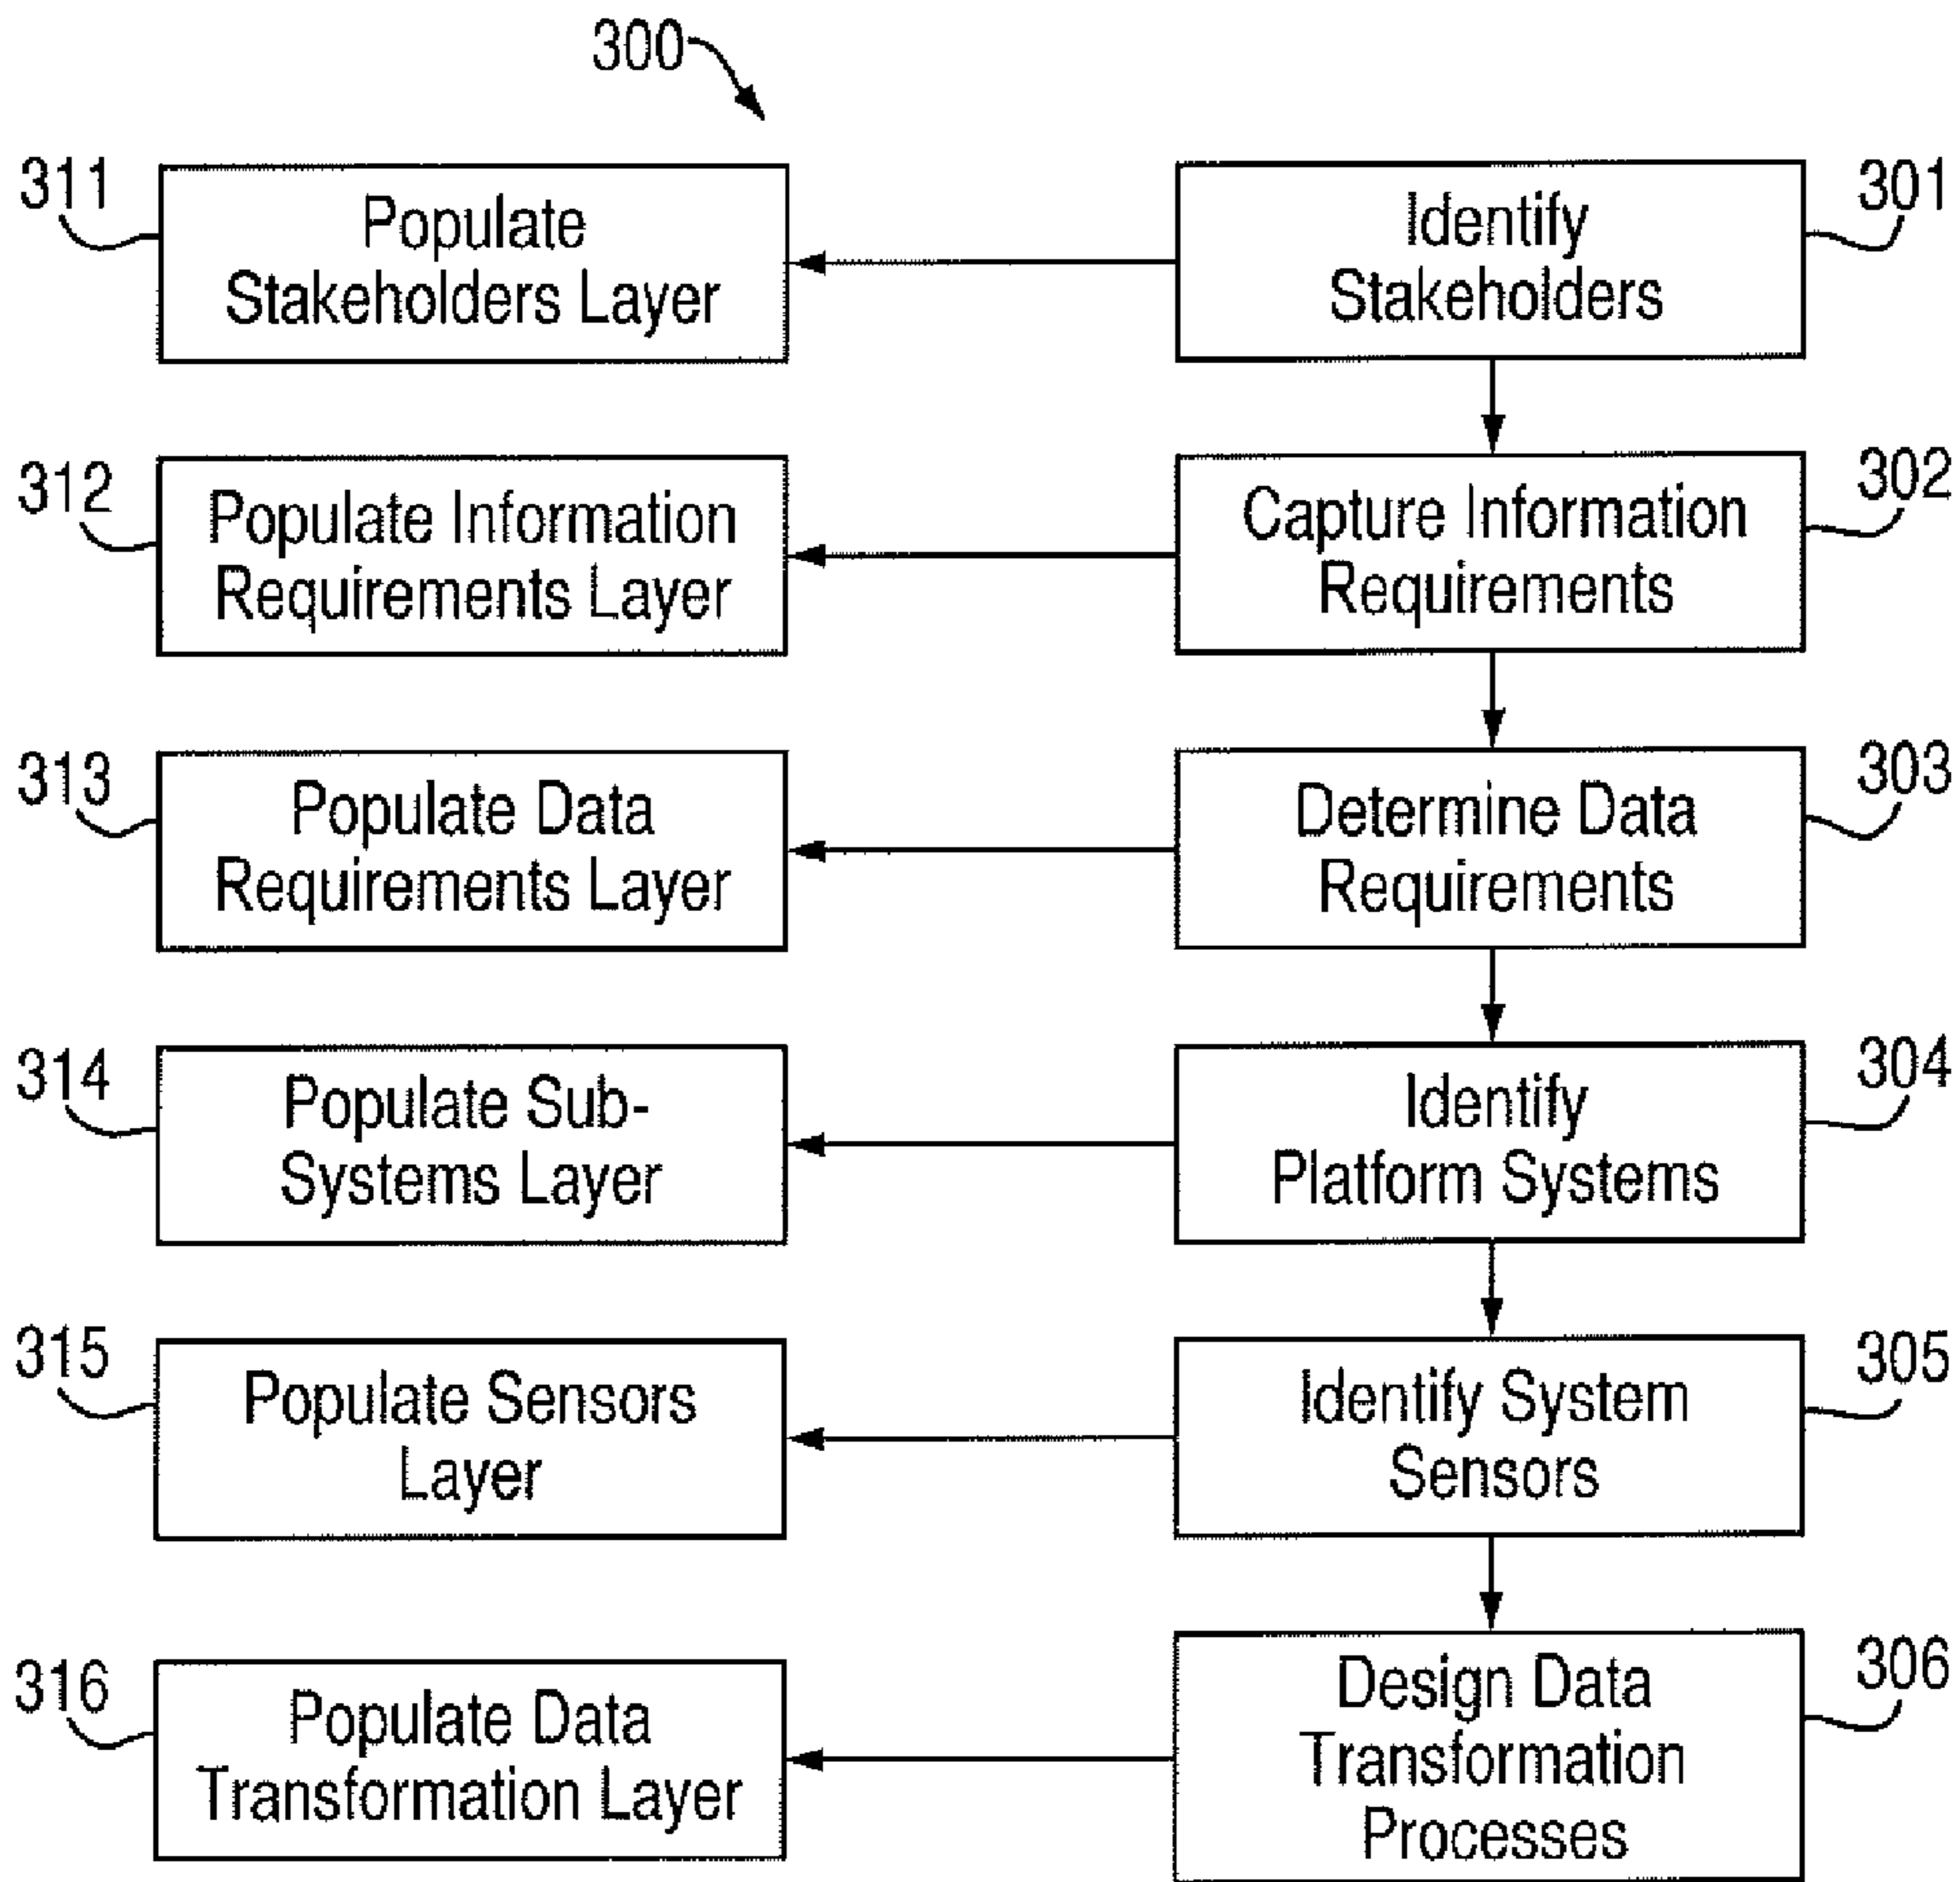 300
311
Populate
Stakeholders Layer
Identify
Stakeholders
301
312
Populate Information
Requirements Layer
Capture Information
Requirements
302
313
Populate Data
Requirements Layer
Determine Data
Requirements
303
314
Populate Sub-
Systems Layer
Identify
Platform Systems
304
315
Populate Sensors
Layer
Identify System
Sensors
305
316
Populate Data
Transformation Layer
Design Data
Transformation
Processes
306